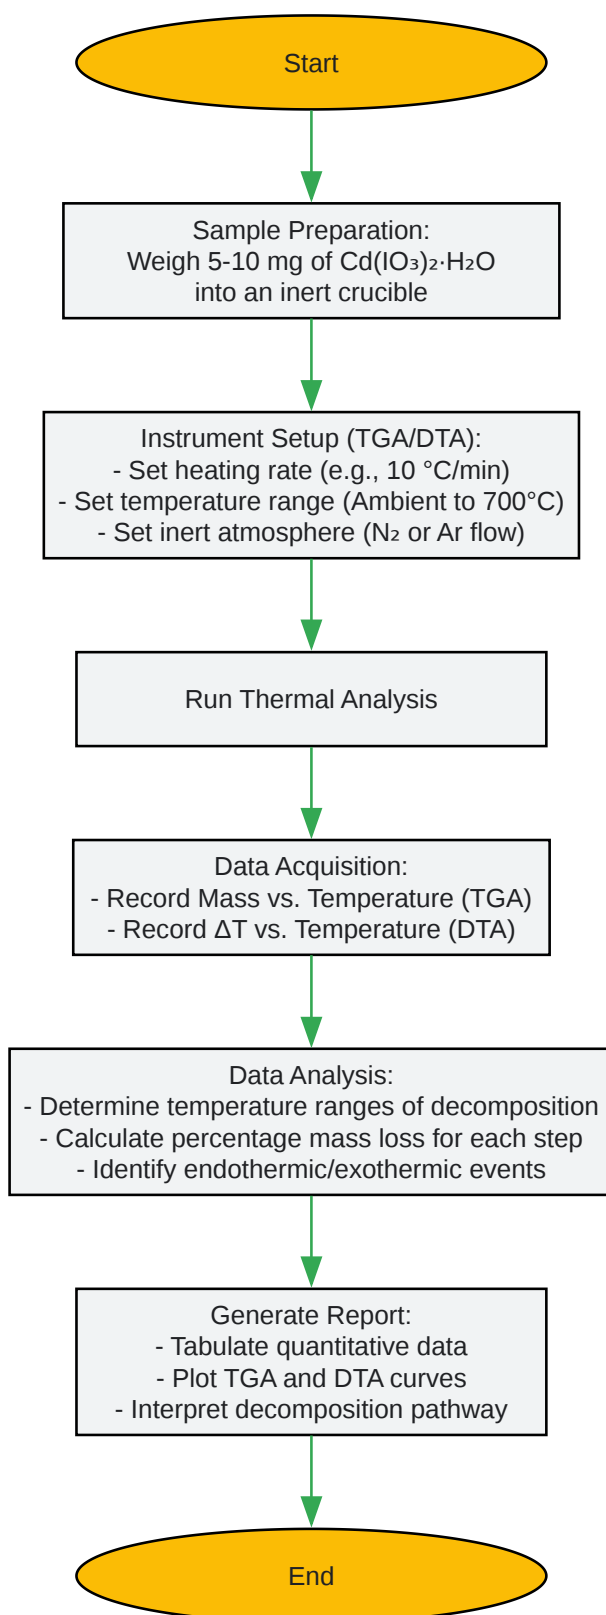 Start
Sample Preparation:
Weigh 5-10 mg of Cd(IO₃)₂·H₂O
into an inert crucible
Instrument Setup (TGA/DTA):
- Set heating rate (e.g., 10 °C/min)
- Set temperature range (Ambient to 700°C)
- Set inert atmosphere (N₂ or Ar flow)
Run Thermal Analysis
Data Acquisition:
- Record Mass vs. Temperature (TGA)
- Record ΔT vs. Temperature (DTA)
Data Analysis:
- Determine temperature ranges of decomposition
- Calculate percentage mass loss for each step
- Identify endothermic/exothermic events
Generate Report:
- Tabulate quantitative data
- Plot TGA and DTA curves
- Interpret decomposition pathway
End